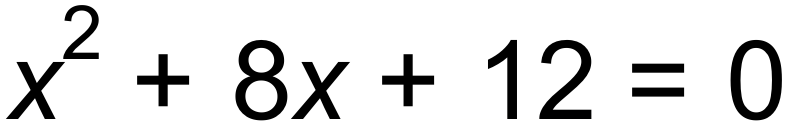 x² + 8x + 12 = 0